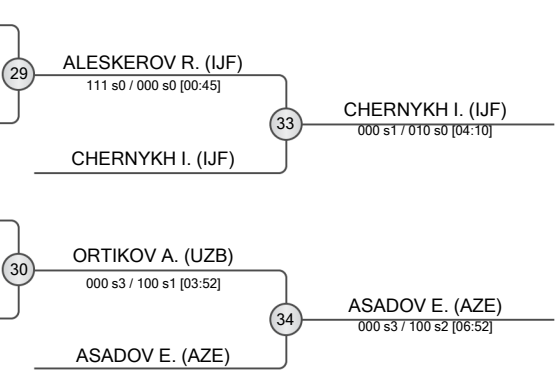 29
ALESKEROV R. (IJF)
111 s0 / 000 s0 [00:45]
33
CHERNYKH I. (IJF)
000 s1 / 010 s0 [04:10]
CHERNYKH I. (IJF)
30
ORTIKOV A. (UZB)
000 s3 / 100 s1 [03:52]
34
ASADOV E. (AZE)
000 s3 / 100 s2 [06:52]
ASADOV E. (AZE)